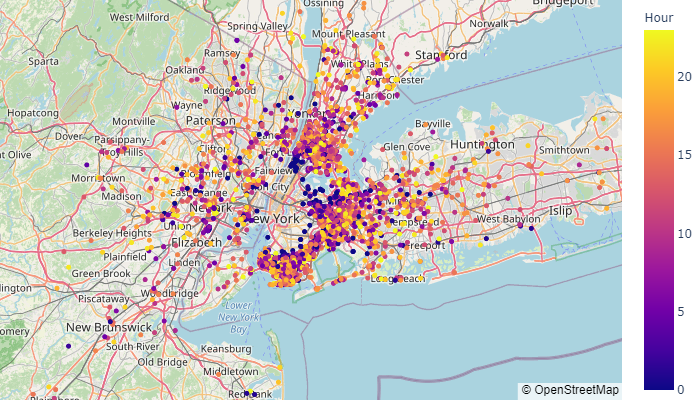 Ossining
Bridgeport
West Milford
Spring Valley
Norwalk
Mount Pleasant
Ramsey
Stamford
Sparta
White Plains
Oakland
Port Chester
Ridgewood
Harrison
Wayne
Hopatcong
Yonkers
Montville
Paterson
Bayville
Dover
Parsippany-
Troy Hills
Clifton
Glen Cove
Huntington
Smithtown
Fairview
Morristown
Bloomfield
Madison
East Orange
Union City
Newark
New York
Hempstead
West Babylon
Islip
Union
Berkeley Heights
Elizabeth
Freeport
Plainfield
Linden
Green Brook
Long Beach
Woodbridge
Piscataway
Lower
New York
Bay
New Brunswick
South River
Keansburg
Old Bridge
Middletown
Red Bank
Plainsboro
© OpenStreetMap
Hour
20
15
10
5
0